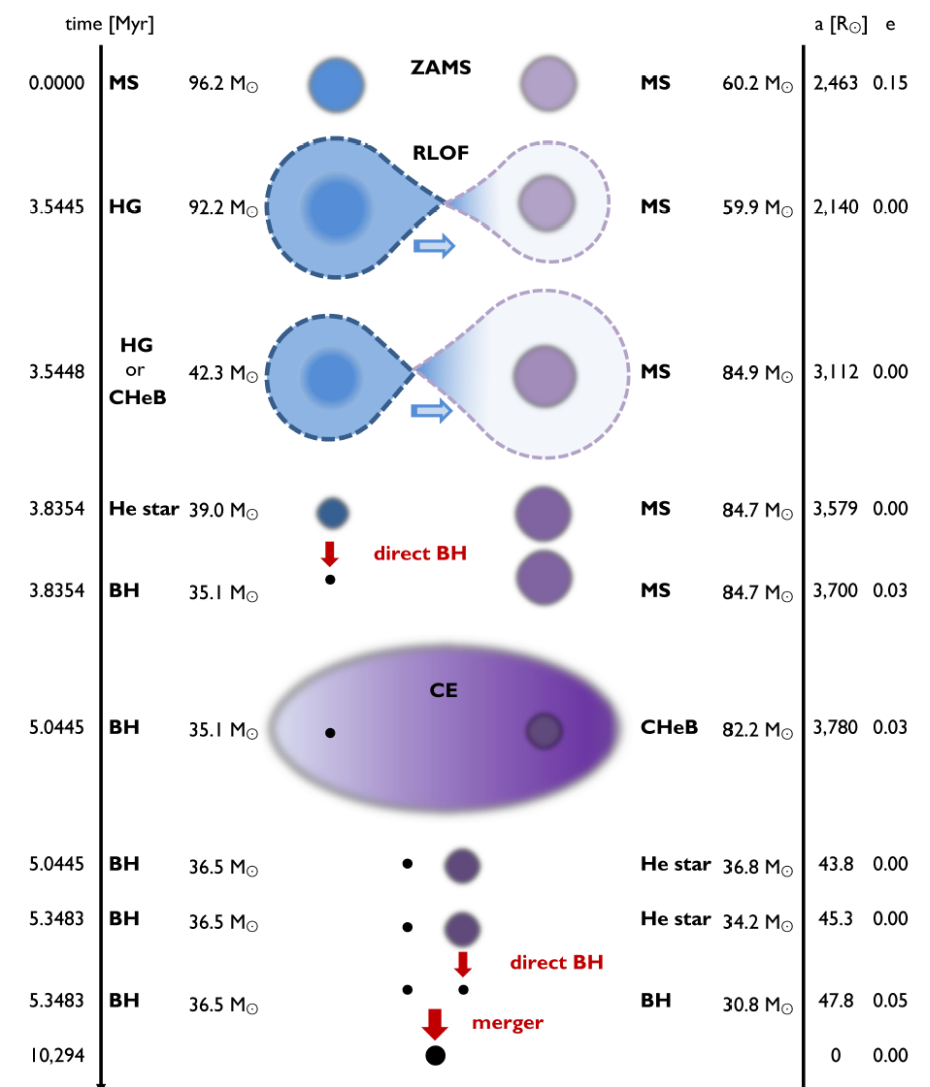 time [Myr] a [R☉] e
0.0000 MS 96.2 M☉ ZAMS MS 60.2 M☉ 2,463 0.15
RLOF
3.5445 HG 92.2 M☉ MS 59.9 M☉ 2,140 0.00
HG
or
3.5448 CHeB 42.3 M☉ MS 84.9 M☉ 3,112 0.00
3.8354 He star 39.0 M☉ MS 84.7 M☉ 3,579 0.00
direct BH
3.8354 BH 35.1 M☉ MS 84.7 M☉ 3,700 0.03
CE
5.0445 BH 35.1 M☉ CHeB 82.2 M☉ 3,780 0.03
5.0445 BH 36.5 M☉ He star 36.8 M☉ 43.8 0.00
5.3483 BH 36.5 M☉ He star 34.2 M☉ 45.3 0.00
direct BH
5.3483 BH 36.5 M☉ BH 30.8 M☉ 47.8 0.05
merger
10,294 0 0.00